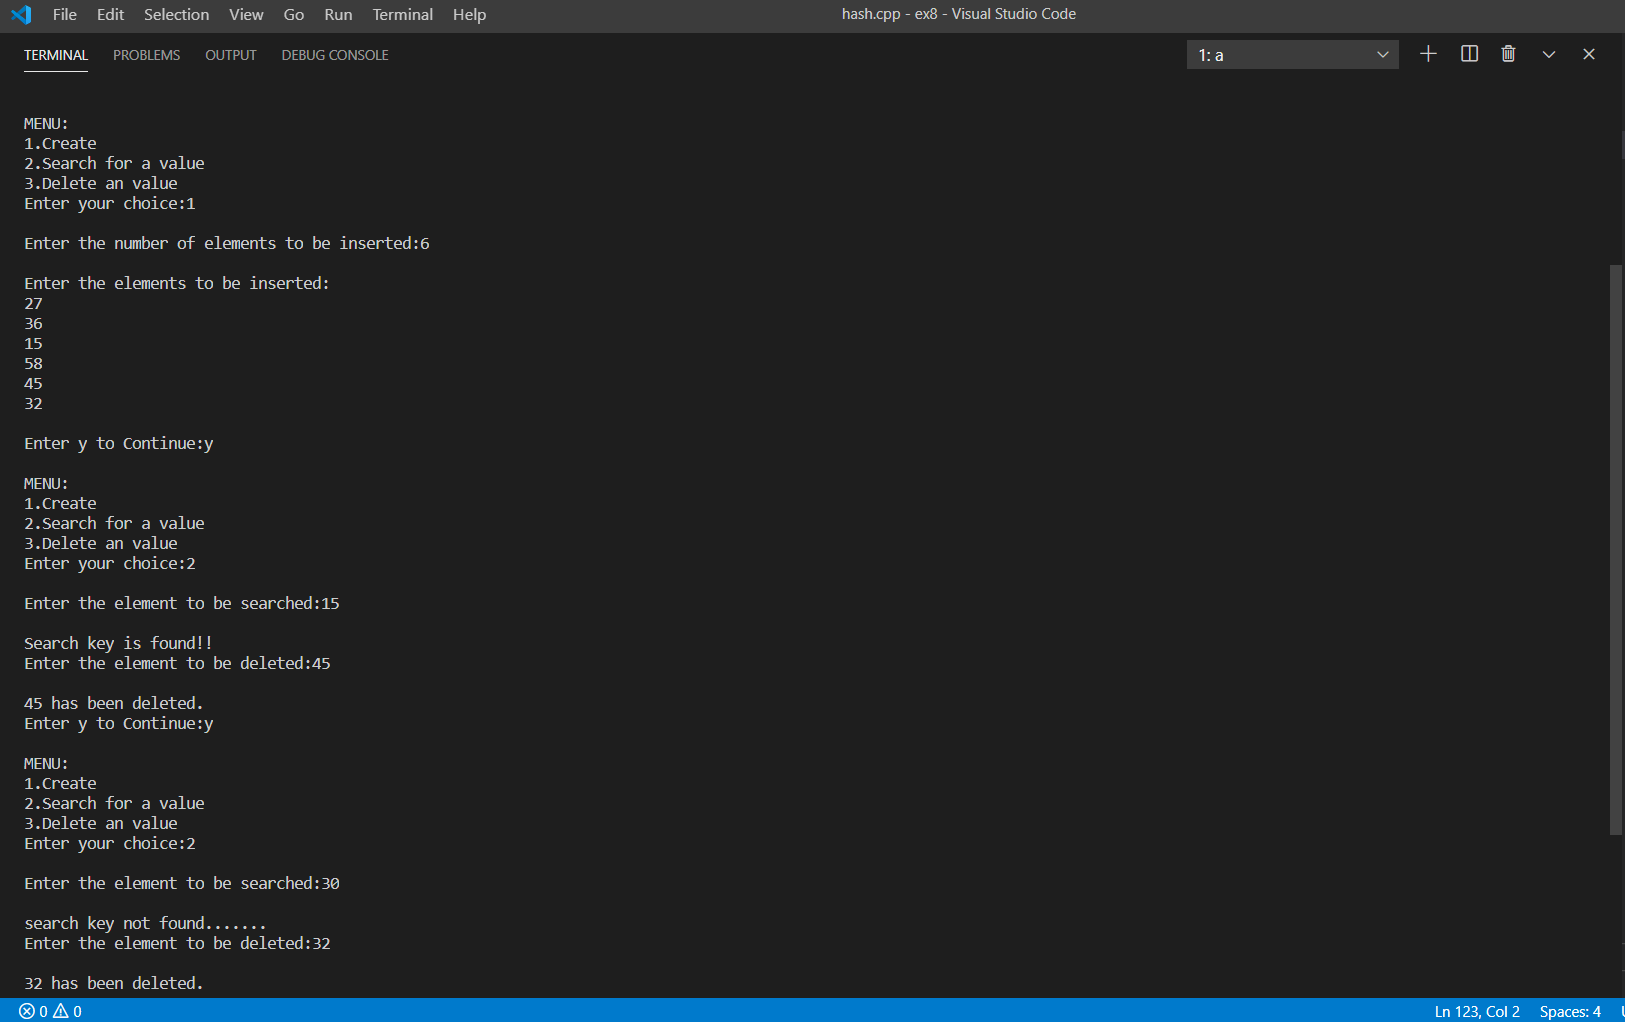 File Edit Selection View Go Run Terminal Help hash.cpp - ex8 - Visual Studio Code
TERMINAL PROBLEMS OUTPUT DEBUG CONSOLE 1: a
MENU:
1.Create
2.Search for a value
3.Delete an value
Enter your choice:1
Enter the number of elements to be inserted:6
Enter the elements to be inserted:
27
36
15
58
45
32
Enter y to Continue:y
MENU:
1.Create
2.Search for a value
3.Delete an value
Enter your choice:2
Enter the element to be searched:15
Search key is found!!
Enter the element to be deleted:45
45 has been deleted.
Enter y to Continue:y
MENU:
1.Create
2.Search for a value
3.Delete an value
Enter your choice:2
Enter the element to be searched:30
search key not found.......
Enter the element to be deleted:32
32 has been deleted.
0 0 Ln 123, Col 2 Spaces: 4